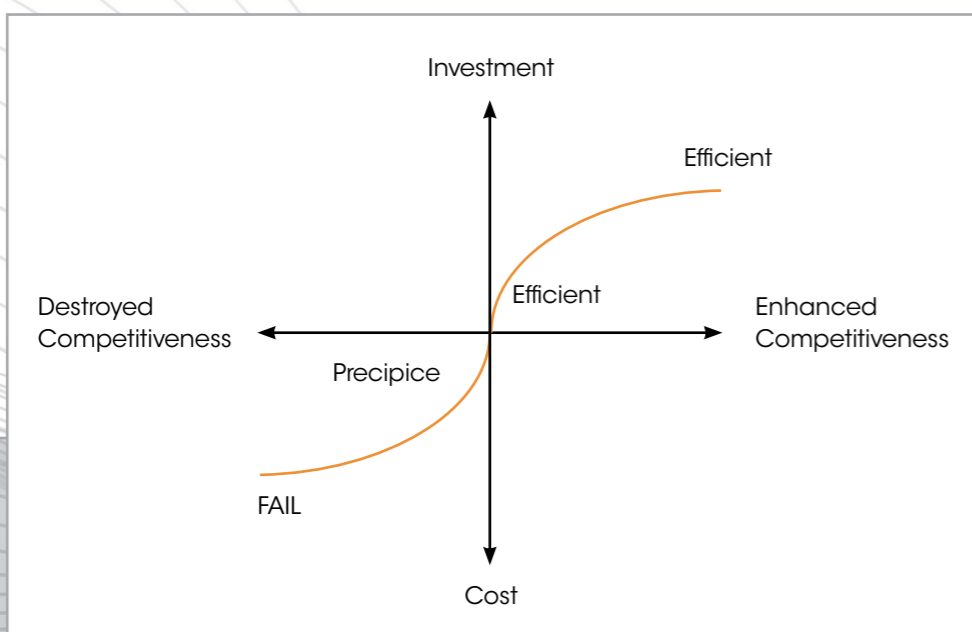 Investment
Efficient
Efficient
Destroyed
Competitiveness
Enhanced
Competitiveness
Precipice
FAIL
Cost